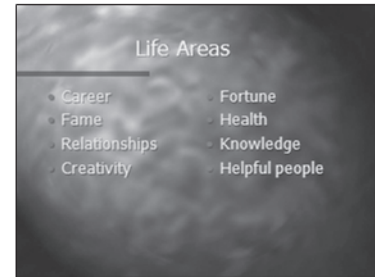 Life Areas
Career
Fame
Relationships
Creativity
Fortune
Health
Knowledge
Helpful people